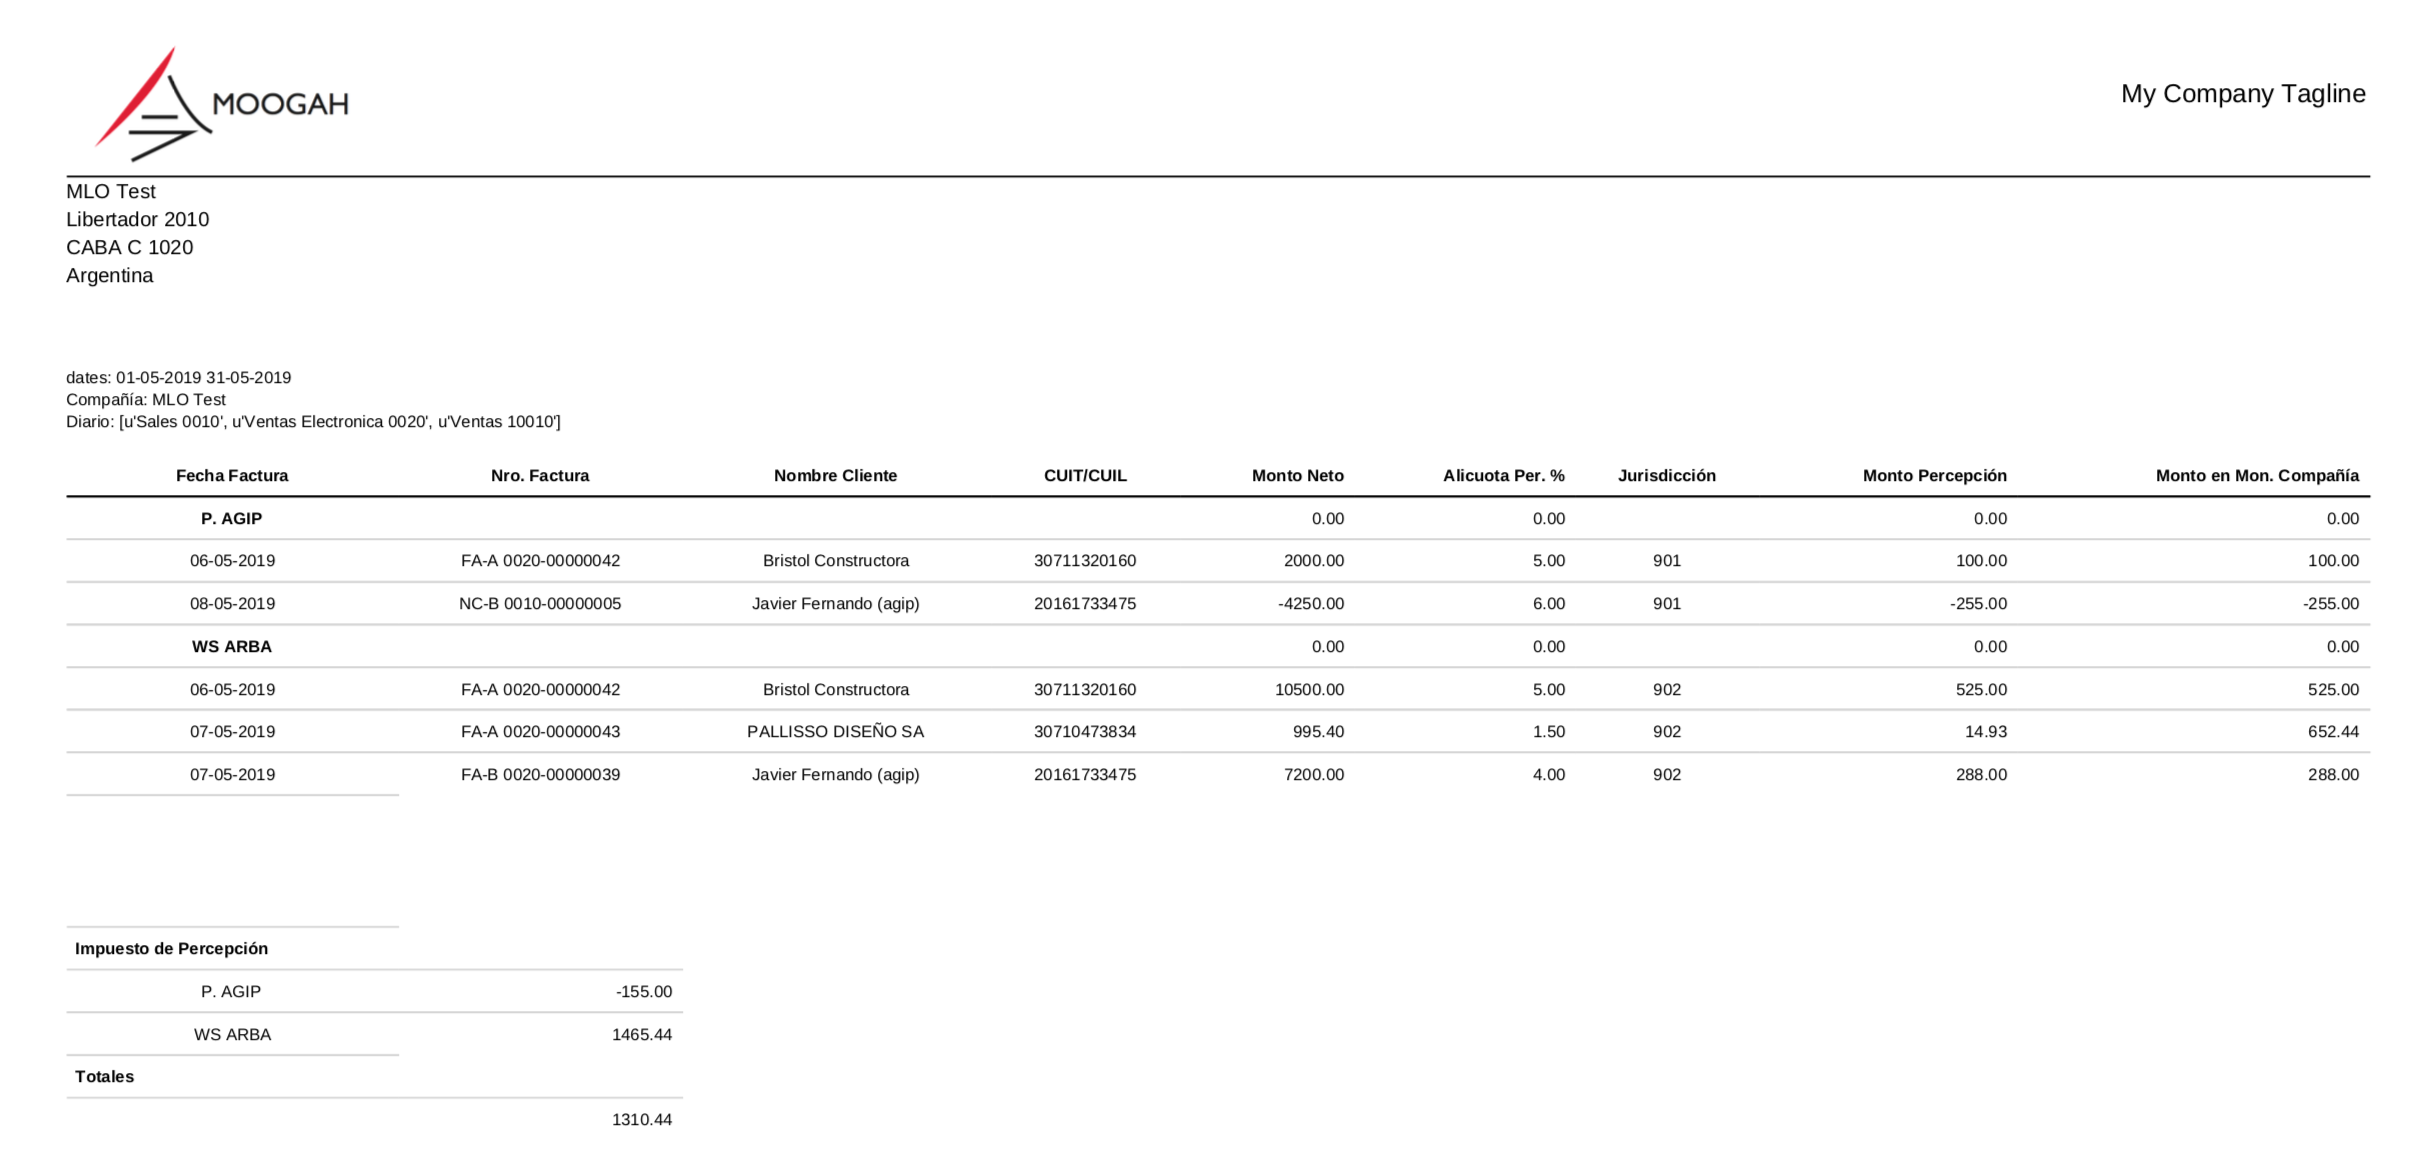 MOOGAH
My Company Tagline
MLO Test
Libertador 2010
CABA C 1020
Argentina
dates: 01-05-2019 31-05-2019
Compañía: MLO Test
Diario: [u'Sales 0010', u'Ventas Electronica 0020', u'Ventas 10010']
Fecha Factura Nro. Factura Nombre Cliente CUIT/CUIL Monto Neto Alicuota Per. % Jurisdicción Monto Percepción Monto en Mon. Compañía
P. AGIP 0.00 0.00 0.00 0.00
06-05-2019 FA-A 0020-00000042 Bristol Constructora 30711320160 2000.00 5.00 901 100.00 100.00
08-05-2019 NC-B 0010-00000005 Javier Fernando (agip) 20161733475 -4250.00 6.00 901 -255.00 -255.00
WS ARBA 0.00 0.00 0.00 0.00
06-05-2019 FA-A 0020-00000042 Bristol Constructora 30711320160 10500.00 5.00 902 525.00 525.00
07-05-2019 FA-A 0020-00000043 PALLISSO DISEÑO SA 30710473834 995.40 1.50 902 14.93 652.44
07-05-2019 FA-B 0020-00000039 Javier Fernando (agip) 20161733475 7200.00 4.00 902 288.00 288.00
Impuesto de Percepción
P. AGIP -155.00
WS ARBA 1465.44
Totales
1310.44